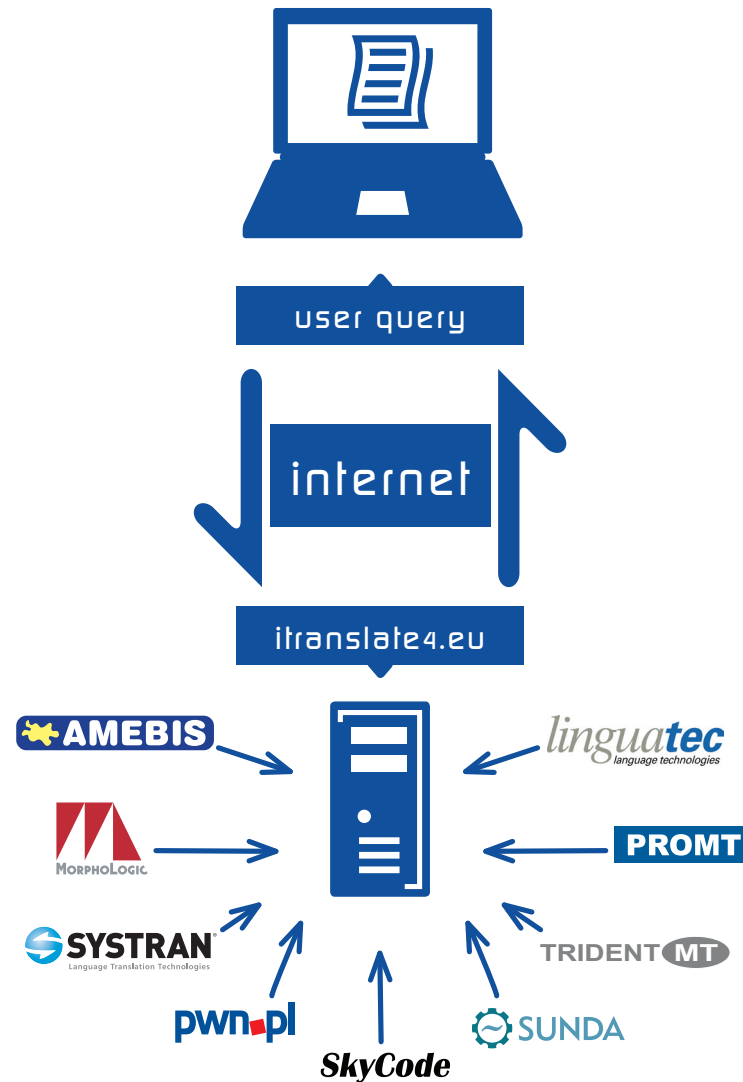 user query
internet
itranslate4.eu
AMEBIS
linguatec
language technologies
MORPHOLOGIC
PROMT
SYSTRAN®
Language Translation Technologies
TRIDENT MT
pwn.pl
SUNDA
SkyCode